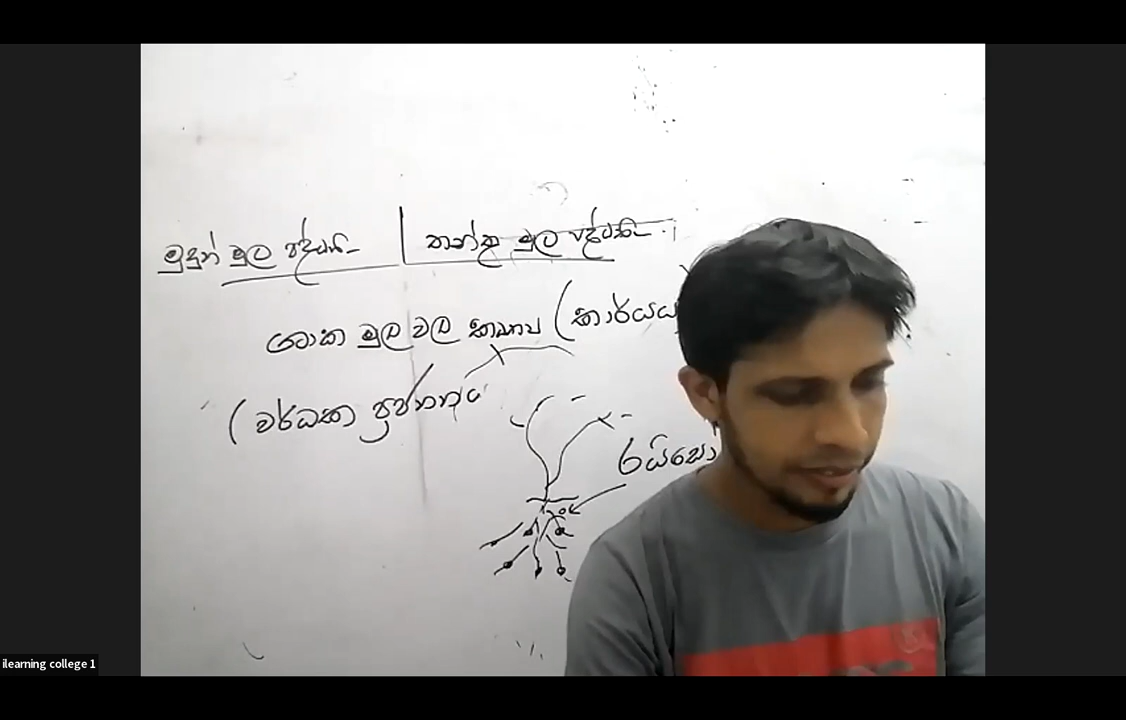 මුදුන් මුල පද්ධති
තන්තු මුල පද්ධති
ශාක මුල වල කෘත්‍ය (කාර්යය
(වර්ධක ප්‍රජනනය
රයිසො
ilearning college 1